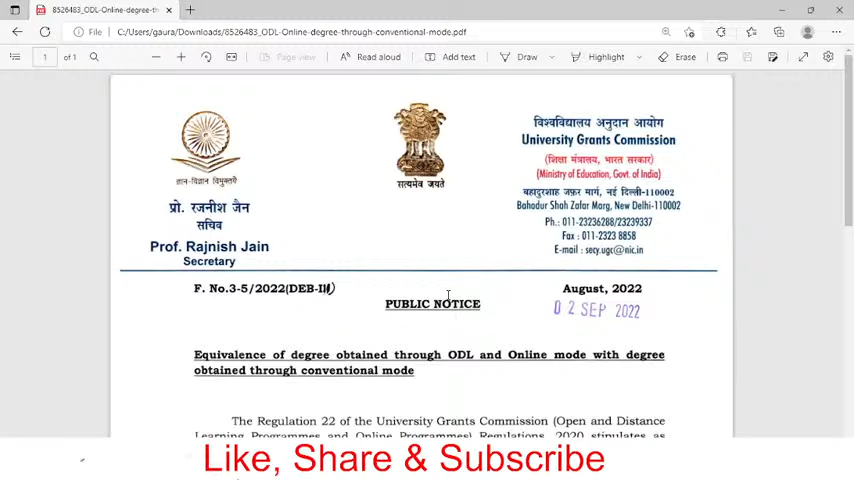 8526483_ODL-Online-degree-th
File
C:/Users/gaura/Downloads/8526483_ODL-Online-degree-through-conventional-mode.pdf
1 of 1
Page view
Read aloud
Add text
Draw
Highlight
Erase
ज्ञान-विज्ञान विमुक्तये
सत्यमेव जयते
विश्वविद्यालय अनुदान आयोग
University Grants Commission
(शिक्षा मंत्रालय, भारत सरकार)
(Ministry of Education, Govt. of India)
बहादुरशाह ज़फ़र मार्ग, नई दिल्ली-110002
Bahadur Shah Zafar Marg, New Delhi-110002
Ph.: 011-23236288/23239337
Fax : 011-2323 8858
E-mail : secy.ugc@nic.in
प्रो. रजनीश जैन
सचिव
Prof. Rajnish Jain
Secretary
F. No.3-5/2022(DEB-III)
August, 2022
PUBLIC NOTICE
02 SEP 2022
Equivalence of degree obtained through ODL and Online mode with degree
obtained through conventional mode
The Regulation 22 of the University Grants Commission (Open and Distance
Learning Programmes and Online Programmes) Regulations, 2020 stipulates as
Like, Share & Subscribe